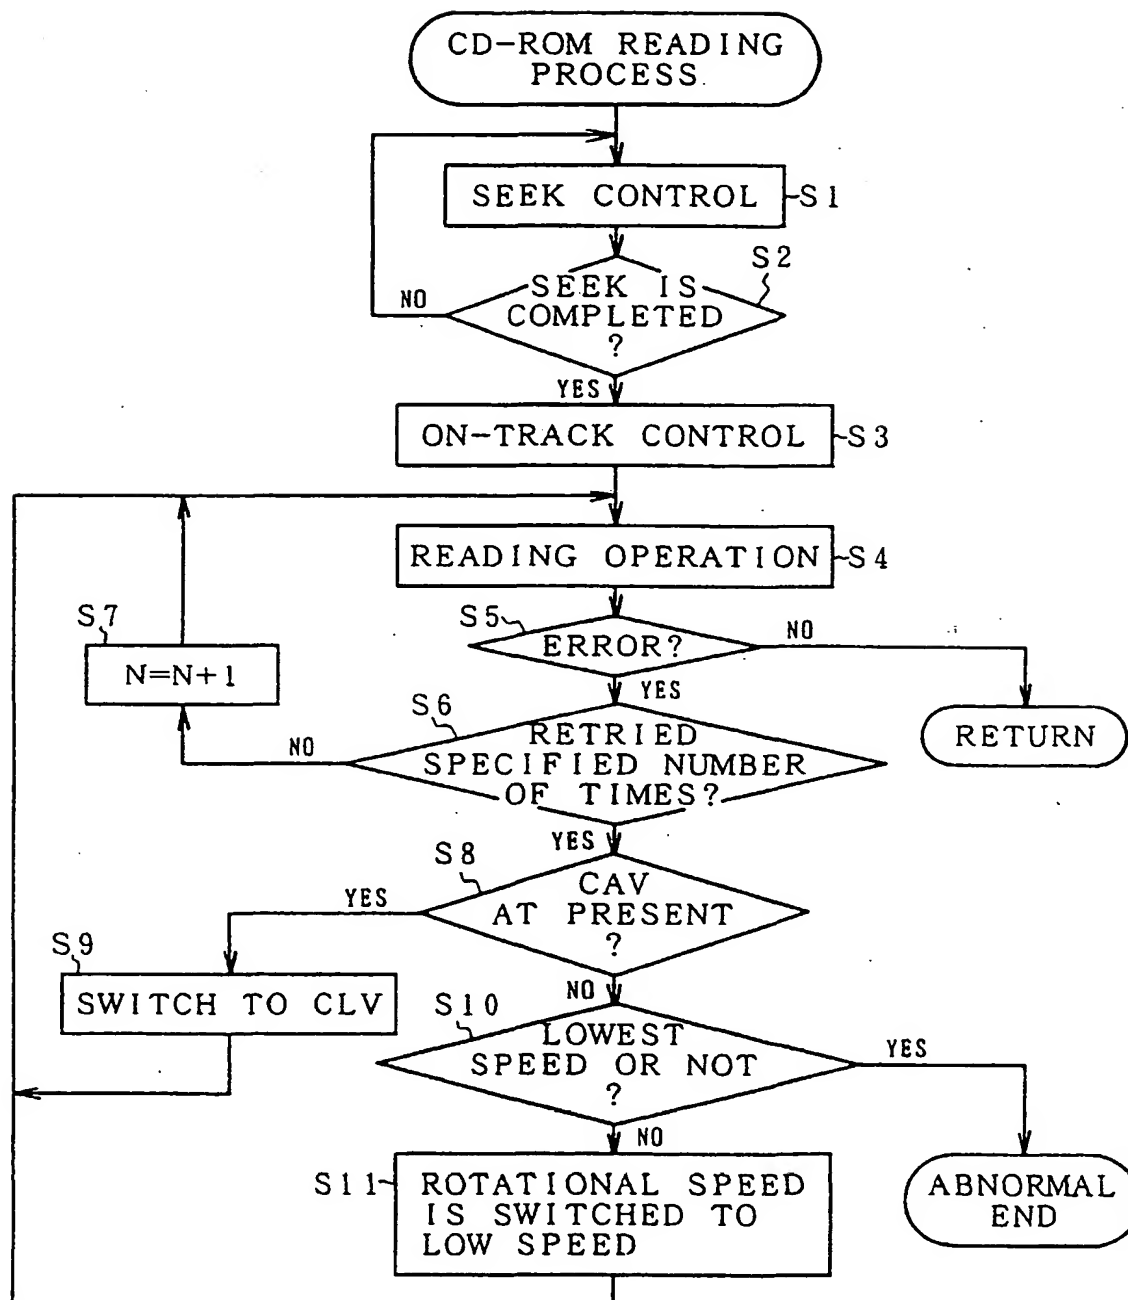 CD-ROM READING
PROCESS
SEEK CONTROL
S1
S2
SEEK IS
COMPLETED
?
NO
YES
ON-TRACK CONTROL
S3
READING OPERATION
S4
S5
ERROR?
NO
YES
RETURN
S7
N=N+1
S6
RETRIED
SPECIFIED NUMBER
OF TIMES?
NO
YES
S8
CAV
AT PRESENT
?
YES
NO
S9
SWITCH TO CLV
S10
LOWEST
SPEED OR NOT
?
YES
NO
ABNORMAL
END
S11
ROTATIONAL SPEED
IS SWITCHED TO
LOW SPEED